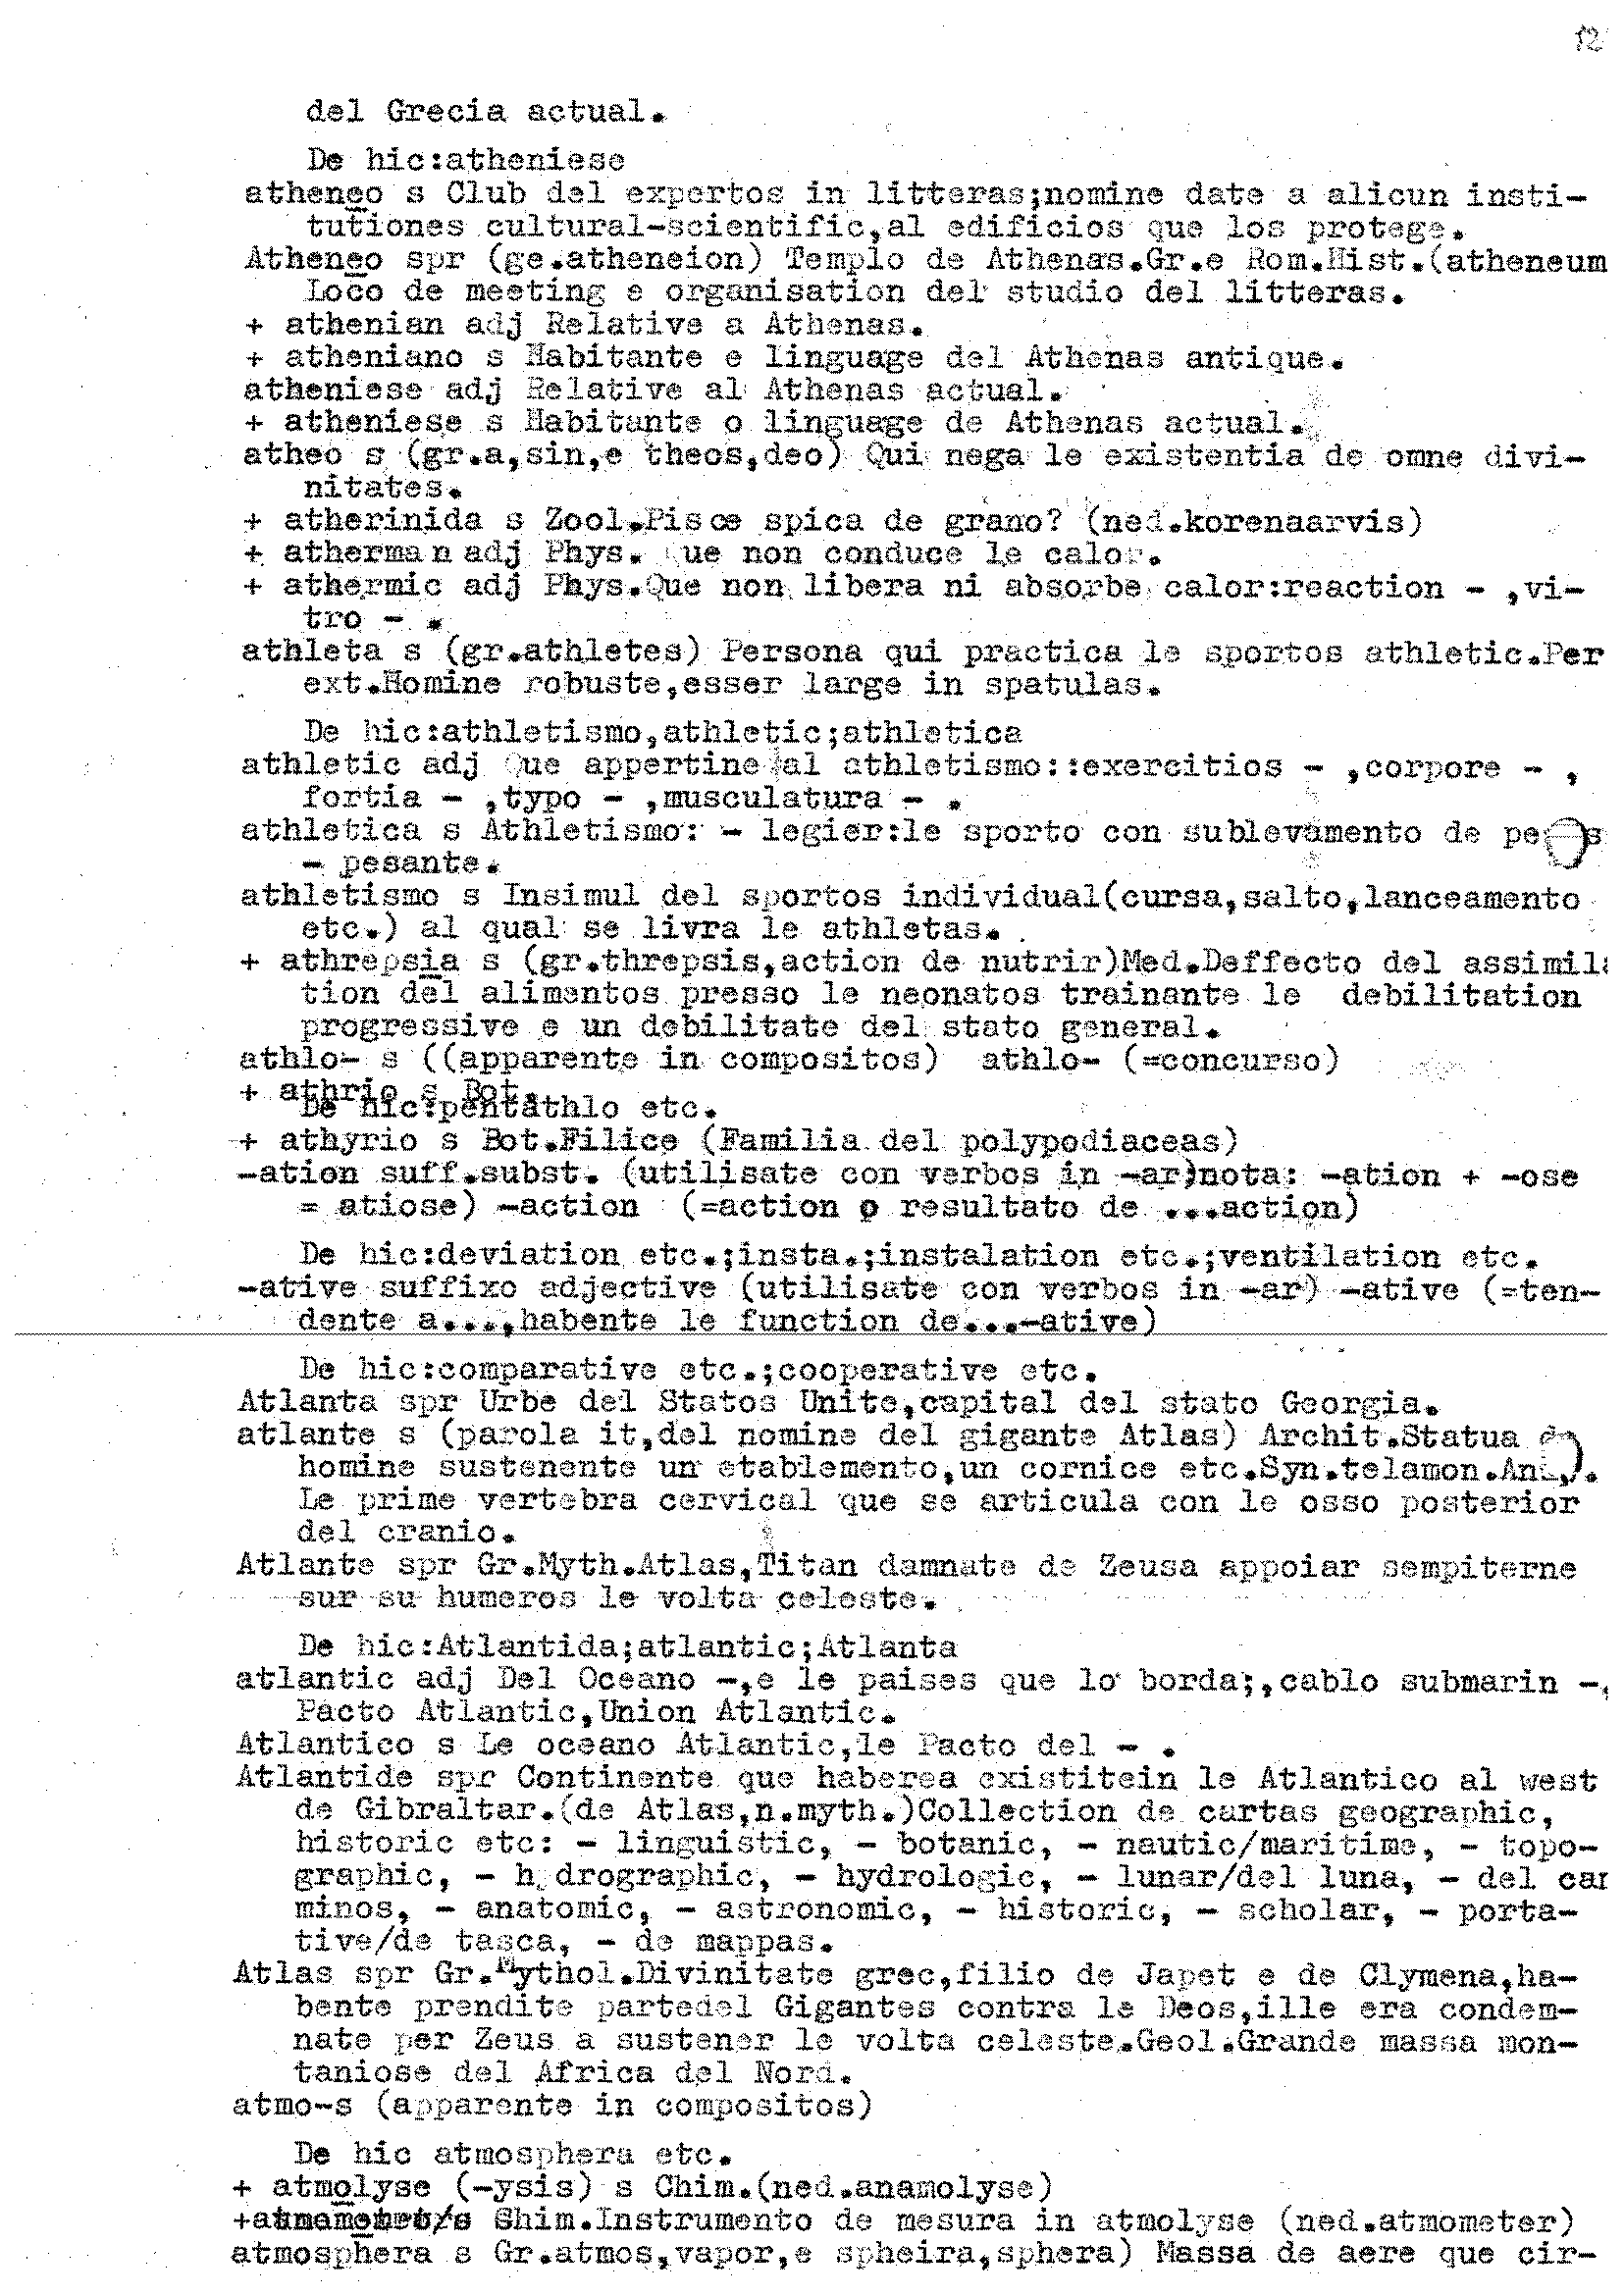 12
del Grecia actual.
De hic:atheniese
atheneo s Club del expertos in litteras;nomine date a alicun insti-
tutiones cultural-scientific,al edificios que los protege.
Atheneo spr (ge.atheneion) Templo de Athenas.Gr.e Rom.Hist.(atheneum
Loco de meeting e organisation del studio del litteras.
+ athenian adj Relative a Athenas.
+ atheniano s Habitante e linguage del Athenas antique.
atheniese adj Relative al Athenas actual.
+ atheniese s Habitante o linguage de Athenas actual.
atheo s (gr.a,sin,e theos,deo) Qui nega le existentia de omne divi-
nitates.
+ atherinida s Zool.Pisce spica de grano? (ned.korenaarvis)
+ atherman adj Phys. Que non conduce le calor.
+ athermic adj Phys.Que non libera ni absorbe calor:reaction - ,vi-
tro - .
athleta s (gr.athletes) Persona qui practica le sportos athletic.Per
ext.Homine robuste,esser large in spatulas.
De hic:athletismo,athletic;athletica
athletic adj Que appertine al athletismo::exercitios - ,corpore - ,
fortia - ,typo - ,musculatura - .
athletica s Athletismo: - legier:le sporto con sublevamento de
- pesante.
athletismo s Insimul del sportos individual(cursa,salto,lanceamento
etc.) al qual se livra le athletas.
+ athrepsia s (gr.threpsis,action de nutrir)Med.Deffecto del assimila
tion del alimentos presso le neonatos trainante le debilitation
progressive e un debilitate del stato general.
athlo- s ((apparente in compositos) athlo- (=concurso)
+ athrio s Bot.
De hic:pentathlo etc.
+ athyrio s Bot.Filice (Familia del polypodiaceas)
-ation suff.subst. (utilisate con verbos in -ar)nota: -ation + -ose
= atiose) -action (=action o resultato de ...action)
De hic:deviation etc.;insta.;instalation etc.;ventilation etc.
-ative suffixo adjective (utilisate con verbos in -ar) -ative (=ten-
dente a...,habente le function de...-ative)
De hic:comparative etc.;cooperative etc.
Atlanta spr Urbe del Statos Unite,capital del stato Georgia.
atlante s (parola it,del nomine del gigante Atlas) Archit.Statua de
homine sustenente un etablemento,un cornice etc.Syn.telamon.
Le prime vertebra cervical que se articula con le osso posterior
del cranio.
Atlante spr Gr.Myth.Atlas,Titan damnate de Zeusa appoiar sempiterne
sur su humeros le volta celeste.
De hic:Atlantida;atlantic;Atlanta
atlantic adj Del Oceano -,e le paises que lo borda;,cablo submarin -,
Pacto Atlantic,Union Atlantic.
Atlantico s Le oceano Atlantic,le Pacto del - .
Atlantide spr Continente que haberea existitein le Atlantico al west
de Gibraltar.(de Atlas,n.myth.)Collection de cartas geographic,
historic etc: - linguistic, - botanic, - nautic/maritime, - topo-
graphic, - hydrographic, - hydrologic, - lunar/del luna, - del cam
minos, - anatomic, - astronomic, - historic, - scholar, - porta-
tive/de tasca, - de mappas.
Atlas spr Gr.Mythol.Divinitate grec,filio de Japet e de Clymena,ha-
bente prendite partedel Gigantes contra le Deos,ille era condem-
nate per Zeus a sustener le volta celeste.Geol.Grande massa mon-
taniose del Africa del Nord.
atmo-s (apparente in compositos)
De hic atmosphera etc.
+ atmolyse (-ysis) s Chim.(ned.anamolyse)
Chim.Instrumento de mesura in atmolyse (ned.atmometer)
atmosphera s Gr.atmos,vapor,e spheira,sphera) Massa de aere que cir-